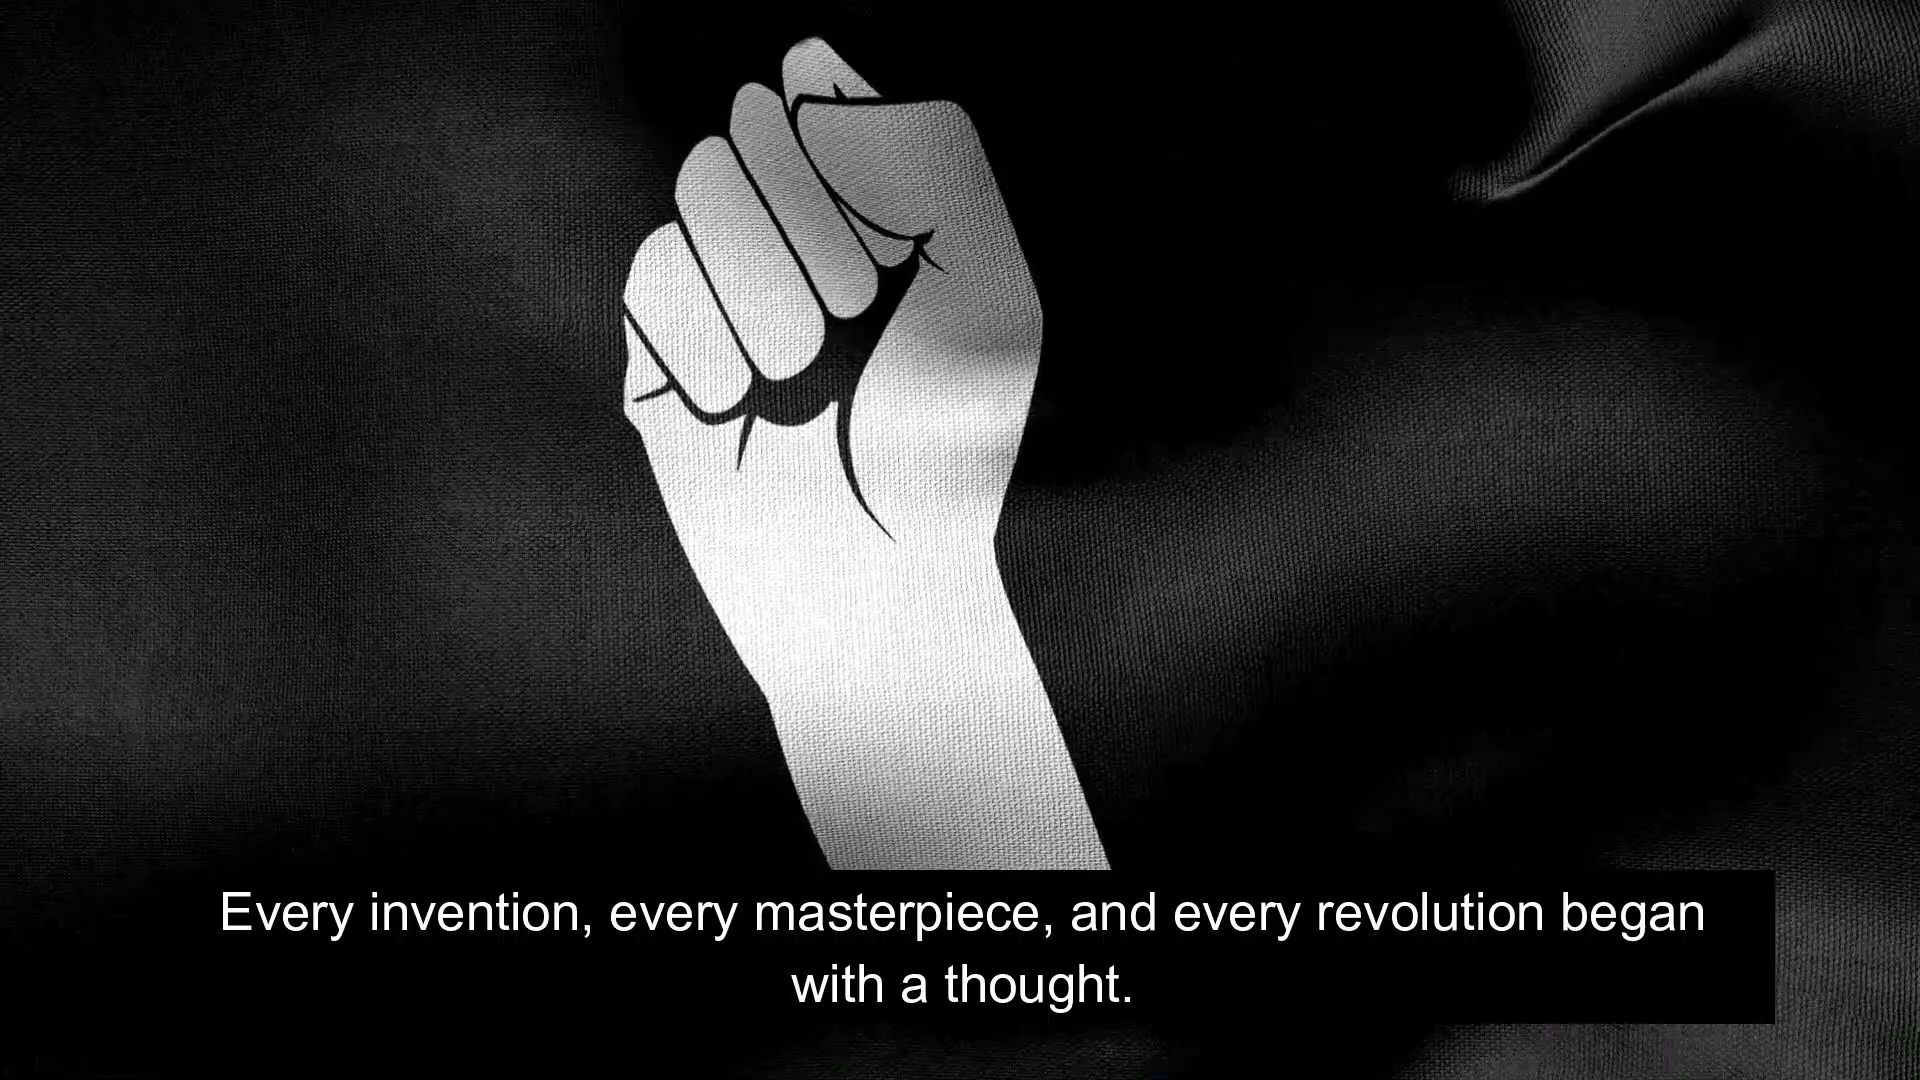 Every invention, every masterpiece, and every revolution began
with a thought.